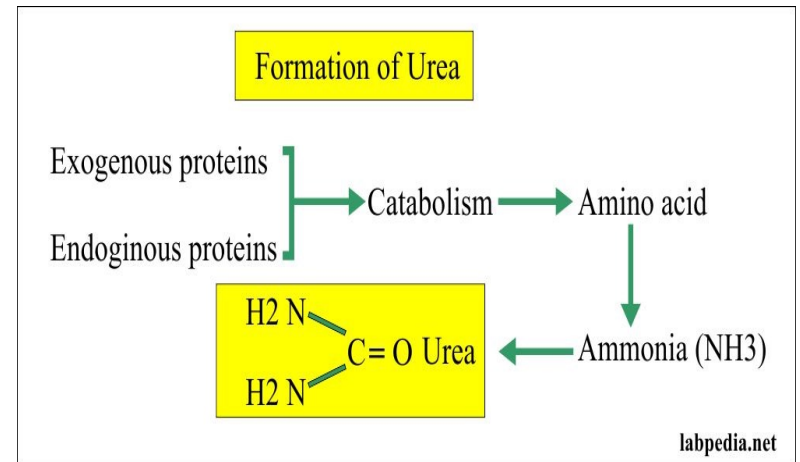 Formation of Urea
Exogenous proteins
Catabolism
Amino acid
Endoginous proteins
H2 N
C= O Urea
H2 N
Ammonia (NH3)
labpedia.net